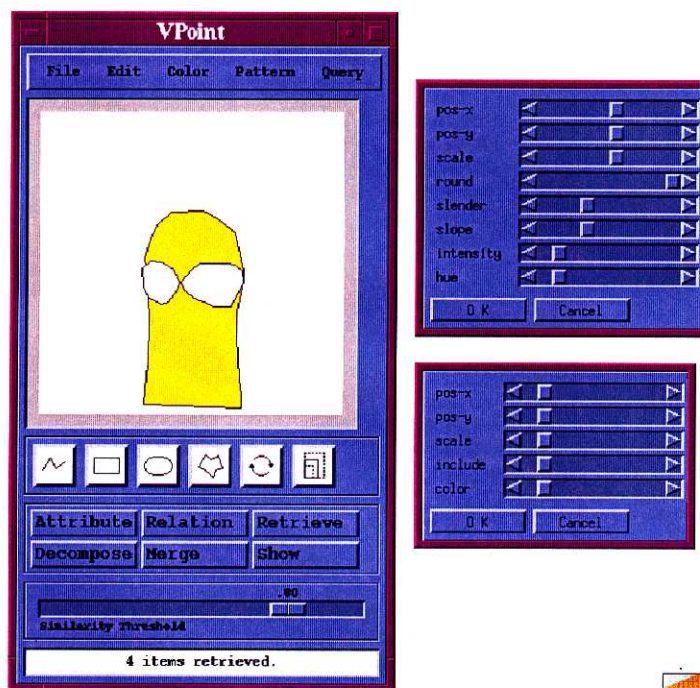 VPoint
File Edit Color Pattern Query
Attribute Relation Retrieve
Decompose Merge Show
.80
Similarity Threshold
4 items retrieved.
pos-x
pos-y
scale
round
slender
slope
intensity
hue
O K Cancel
pos-x
pos-y
scale
include
color
O K Cancel